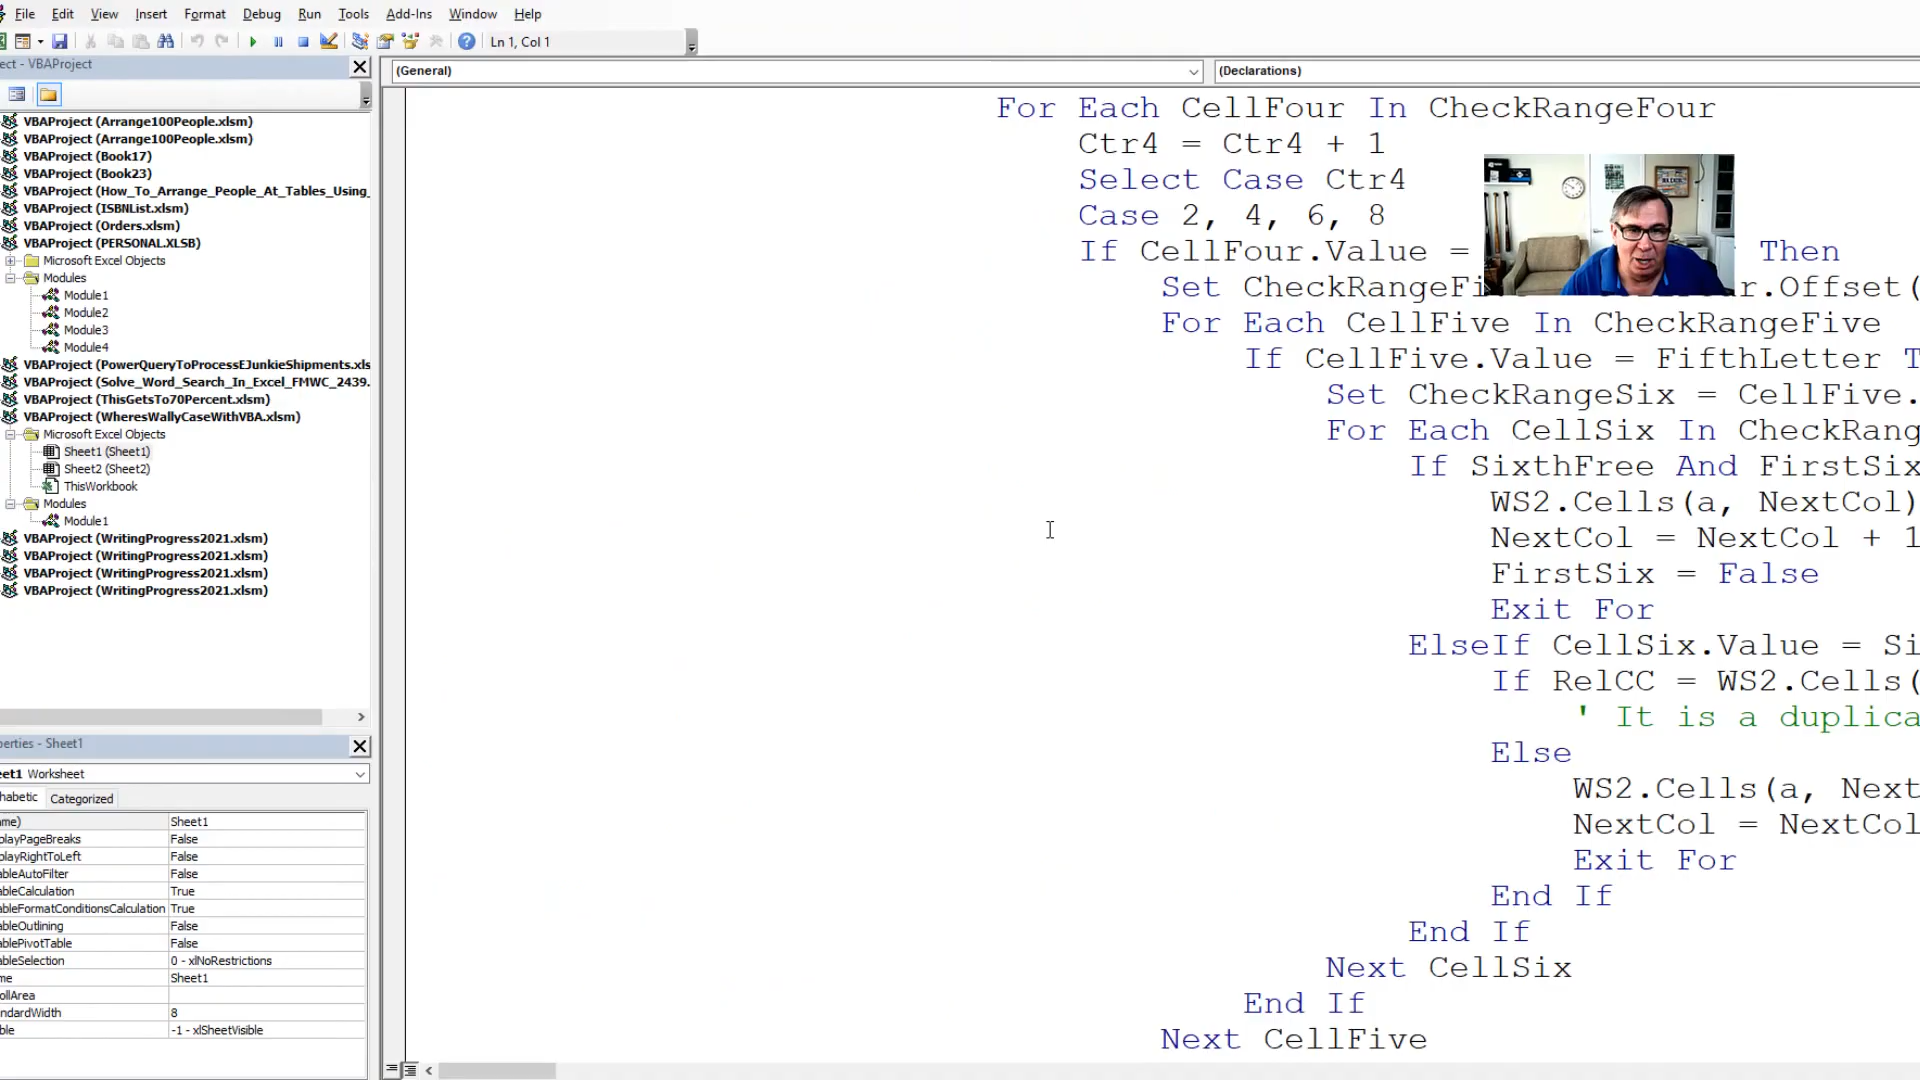 File Edit View Insert Format Debug Run Tools Add-Ins Window Help
Ln 1, Col 1
ect - VBAProject
VBAProject (Arrange100People.xlsm)
VBAProject (Arrange100People.xlsm)
VBAProject (Book17)
VBAProject (Book23)
VBAProject (How_To_Arrange_People_At_Tables_Using_
VBAProject (ISBNList.xlsm)
VBAProject (Orders.xlsm)
VBAProject (PERSONAL.XLSB)
Microsoft Excel Objects
Modules
Module1
Module2
Module3
Module4
VBAProject (PowerQueryToProcessEJunkieShipments.xls
VBAProject (Solve_Word_Search_In_Excel_FMWC_2439.
VBAProject (ThisGetsTo70Percent.xlsm)
VBAProject (WheresWallyCaseWithVBA.xlsm)
Microsoft Excel Objects
Sheet1 (Sheet1)
Sheet2 (Sheet2)
ThisWorkbook
Modules
Module1
VBAProject (WritingProgress2021.xlsm)
VBAProject (WritingProgress2021.xlsm)
VBAProject (WritingProgress2021.xlsm)
VBAProject (WritingProgress2021.xlsm)
perties - Sheet1
eet1 Worksheet
habetic Categorized
ame) Sheet1
playPageBreaks False
playRightToLeft False
ableAutoFilter False
ableCalculation True
ableFormatConditionsCalculation True
ableOutlining False
ablePivotTable False
ableSelection 0 - xlNoRestrictions
me Sheet1
ollArea
andardWidth 8
ble -1 - xlSheetVisible
(General) (Declarations)
For Each CellFour In CheckRangeFour
Ctr4 = Ctr4 + 1
Select Case Ctr4
Case 2, 4, 6, 8
If CellFour.Value = Then
Set CheckRangeFi r.Offset(
For Each CellFive In CheckRangeFive
If CellFive.Value = FifthLetter T
Set CheckRangeSix = CellFive.
For Each CellSix In CheckRang
If SixthFree And FirstSix
WS2.Cells(a, NextCol)
NextCol = NextCol + 1
FirstSix = False
Exit For
ElseIf CellSix.Value = Si
If RelCC = WS2.Cells(
' It is a duplica
Else
WS2.Cells(a, Next
NextCol = NextCol
Exit For
End If
End If
Next CellSix
End If
Next CellFive